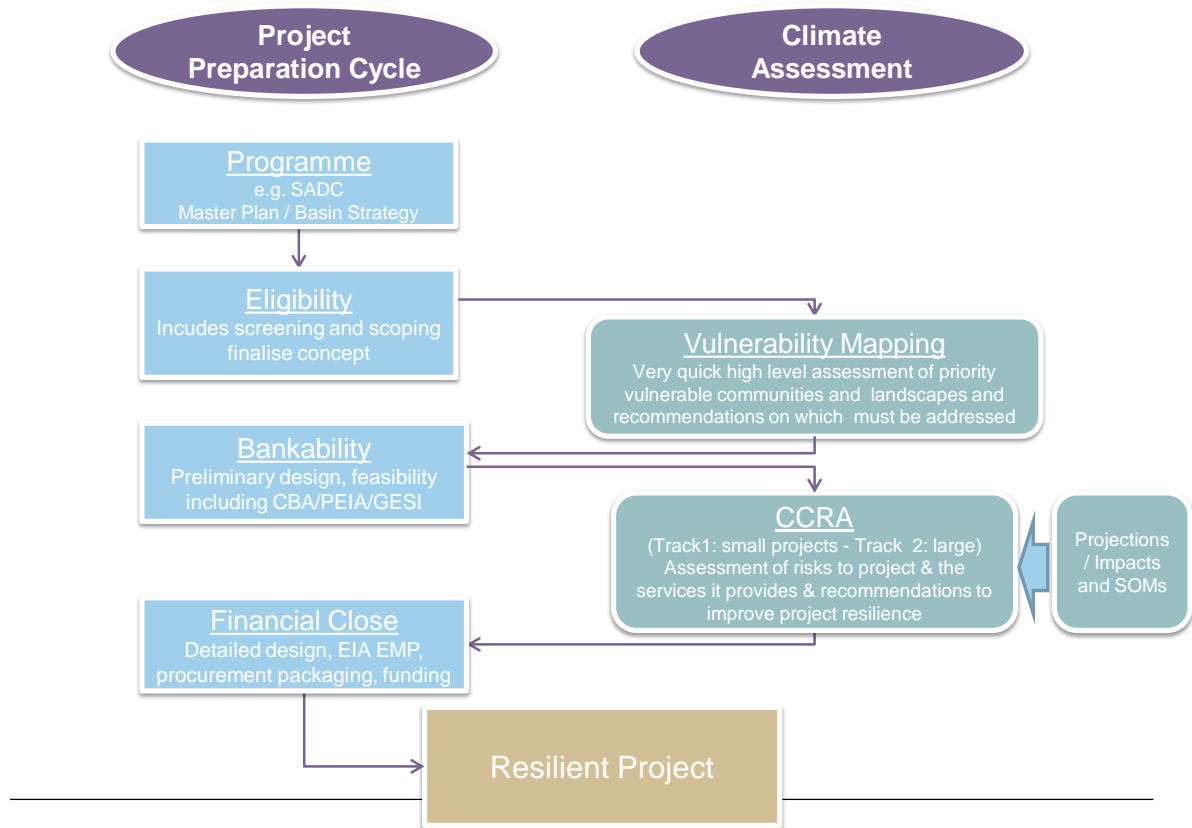 Project
Preparation Cycle
Climate
Assessment
Programme
e.g. SADC
Master Plan / Basin Strategy
Eligibility
Incudes screening and scoping
finalise concept
Vulnerability Mapping
Very quick high level assessment of priority
vulnerable communities and landscapes and
recommendations on which must be addressed
Bankability
Preliminary design, feasibility
including CBA/PEIA/GESI
CCRA
(Track1: small projects - Track 2: large)
Assessment of risks to project & the
services it provides & recommendations to
improve project resilience
Projections
/ Impacts
and SOMs
Financial Close
Detailed design, EIA EMP,
procurement packaging, funding
Resilient Project